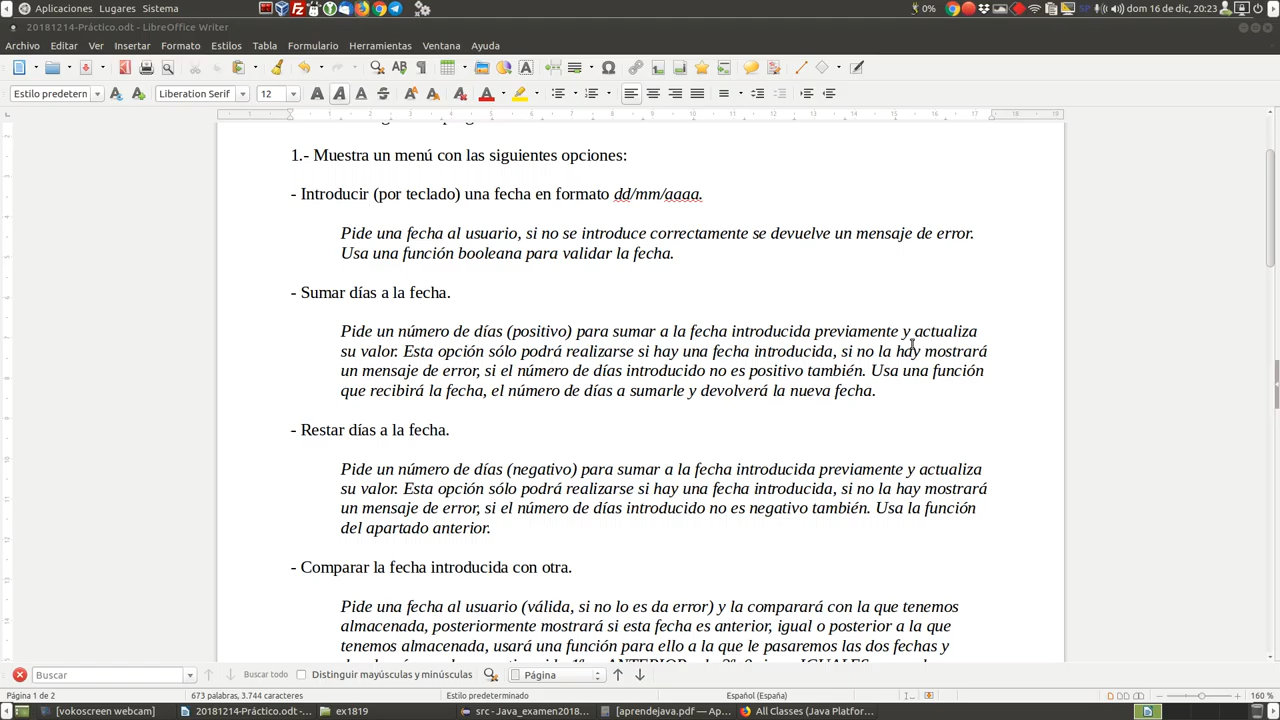 Aplicaciones Lugares Sistema 0% dom 16 de dic, 20:23
20181214-Práctico.odt - LibreOffice Writer
Archivo Editar Ver Insertar Formato Estilos Tabla Formulario Herramientas Ventana Ayuda
Estilo predetern Liberation Serif 12
1.- Muestra un menú con las siguientes opciones:
- Introducir (por teclado) una fecha en formato dd/mm/aaaa.
Pide una fecha al usuario, si no se introduce correctamente se devuelve un mensaje de error.
Usa una función booleana para validar la fecha.
- Sumar días a la fecha.
Pide un número de días (positivo) para sumar a la fecha introducida previamente y actualiza
su valor. Esta opción sólo podrá realizarse si hay una fecha introducida, si no la hay mostrará
un mensaje de error, si el número de días introducido no es positivo también. Usa una función
que recibirá la fecha, el número de días a sumarle y devolverá la nueva fecha.
- Restar días a la fecha.
Pide un número de días (negativo) para sumar a la fecha introducida previamente y actualiza
su valor. Esta opción sólo podrá realizarse si hay una fecha introducida, si no la hay mostrará
un mensaje de error, si el número de días introducido no es negativo también. Usa la función
del apartado anterior.
- Comparar la fecha introducida con otra.
Pide una fecha al usuario (válida, si no lo es da error) y la comparará con la que tenemos
almacenada, posteriormente mostrará si esta fecha es anterior, igual o posterior a la que
tenemos almacenada, usará una función para ello a la que le pasaremos las dos fechas y
Buscar Buscar todo Distinguir mayúsculas y minúsculas Página
Página 1 de 2 673 palabras, 3.744 caracteres Estilo predeterminado Español (España) 160 %
[vokoscreen webcam] 20181214-Práctico.odt -... ex1819 src - Java_examen2018... [aprendejava.pdf — Ap... All Classes (Java Platfor...